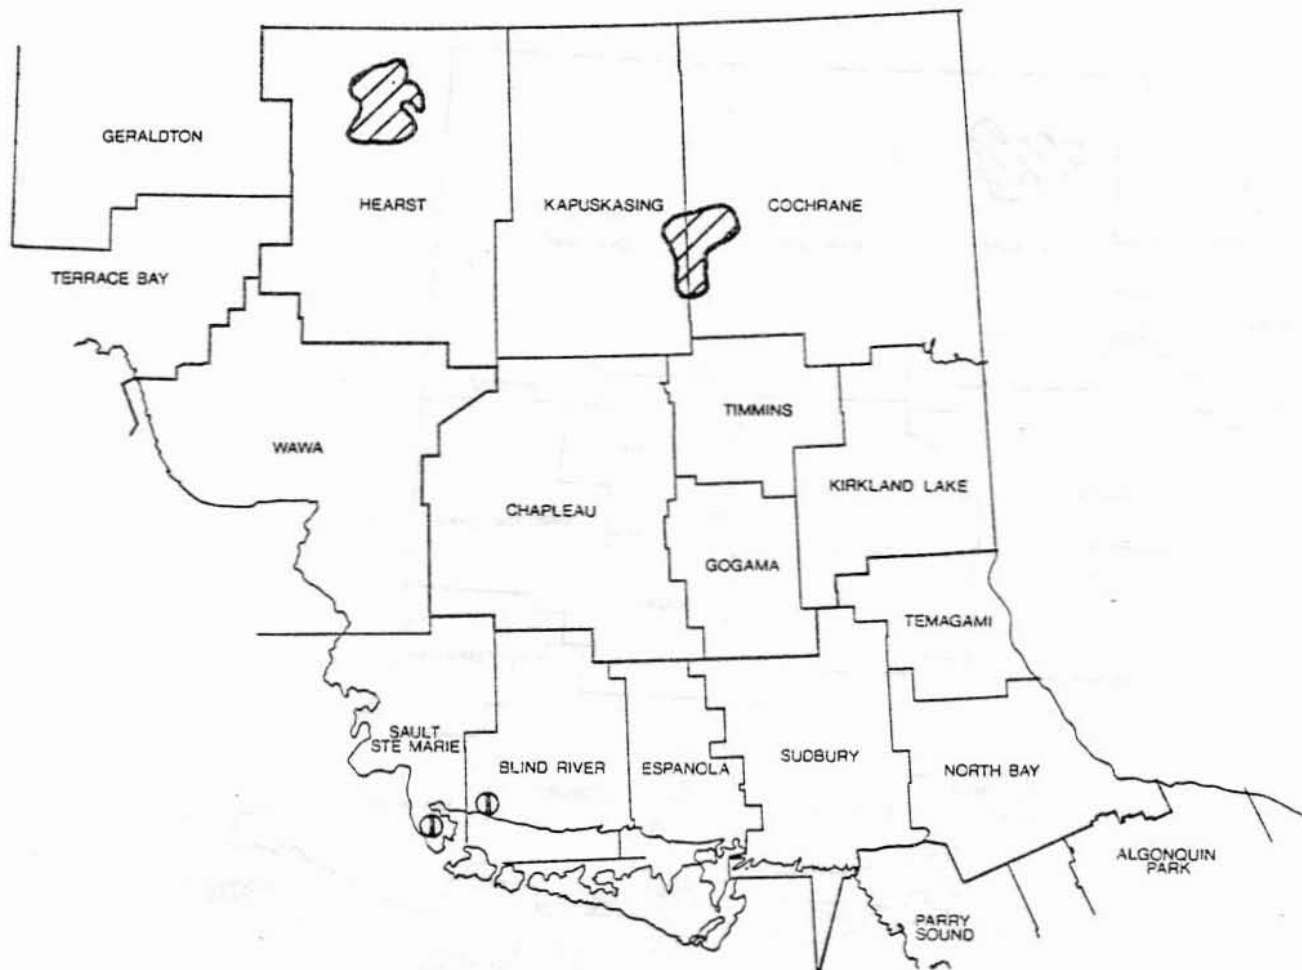 GERALDTON
HEARST
KAPUSKASING
COCHRANE
TERRACE BAY
TIMMINS
WAWA
KIRKLAND LAKE
CHAPLEAU
GOGAMA
TEMAGAMI
SAULT
STE MARIE
BLIND RIVER
ESPANOLA
SUDBURY
NORTH BAY
ALGONQUIN
PARK
PARRY
SOUND